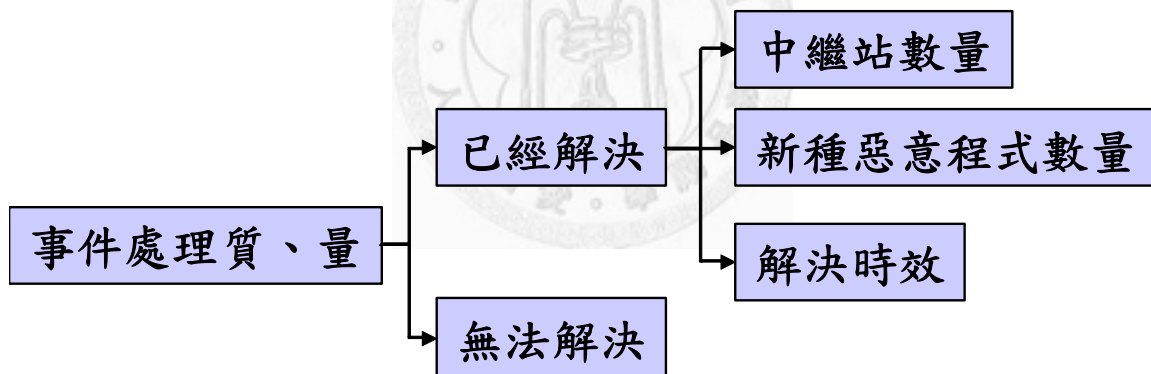 中繼站數量
已經解決
新種惡意程式數量
事件處理質、量
解決時效
無法解決